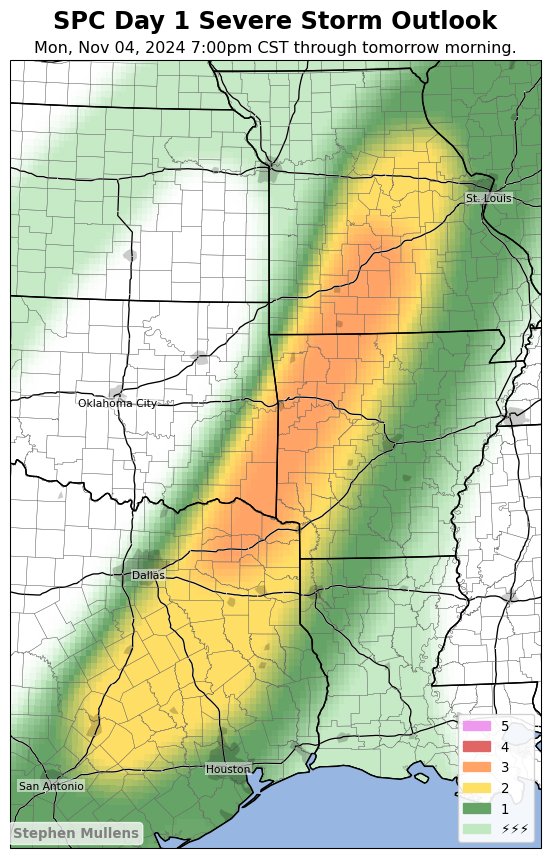 SPC Day 1 Severe Storm Outlook
Mon, Nov 04, 2024 7:00pm CST through tomorrow morning.
St. Louis
Oklahoma City
Dallas
Houston
San Antonio
5
4
3
2
1
⚡⚡⚡
Stephen Mullens